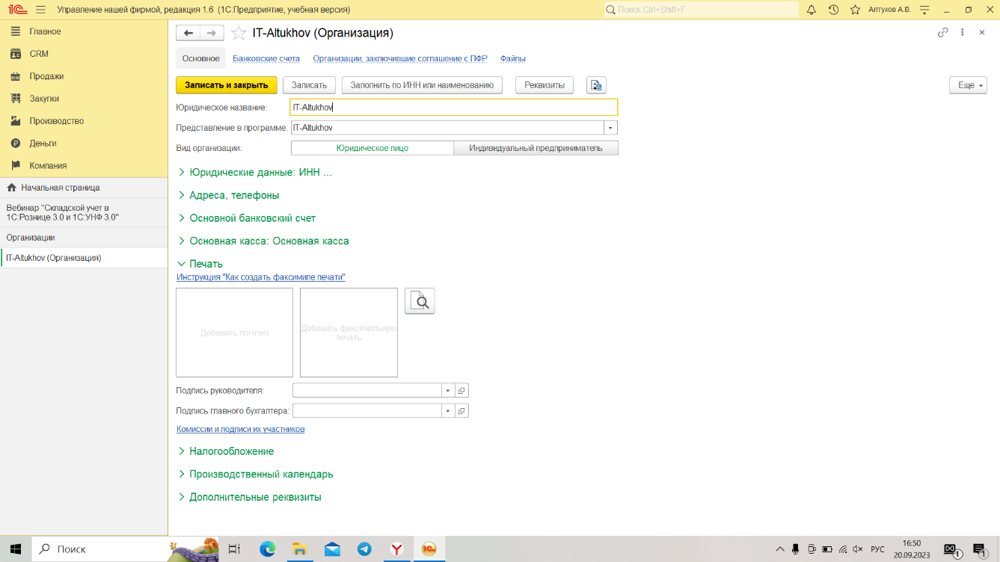 Управление нашей фирмой, редакция 1.6 (1С:Предприятие, учебная версия)
Поиск Ctrl+Shift+F
Алтухов А.В.
Главное
CRM
Продажи
Закупки
Производство
Деньги
Компания
Начальная страница
Вебинар "Складской учет в
1С:Рознице 3.0 и 1С:УНФ 3.0"
Организации
IT-Altukhov (Организация)
IT-Altukhov (Организация)
Основное
Банковские счета
Организации, заключившие соглашение с ПФР
Файлы
Записать и закрыть
Записать
Заполнить по ИНН или наименованию
Реквизиты
Еще
Юридическое название:
IT-Altukhov
Представление в программе:
IT-Altukhov
Вид организации:
Юридическое лицо
Индивидуальный предприниматель
Юридические данные: ИНН ...
Адреса, телефоны
Основной банковский счет
Основная касса: Основная касса
Печать
Инструкция "Как создать факсимиле печати"
Добавить логотип
Добавить факсимильную
печать
Подпись руководителя:
Подпись главного бухгалтера:
Комиссии и подписи их участников
Налогообложение
Производственный календарь
Дополнительные реквизиты
Поиск
РУС
16:50
20.09.2023
1
1